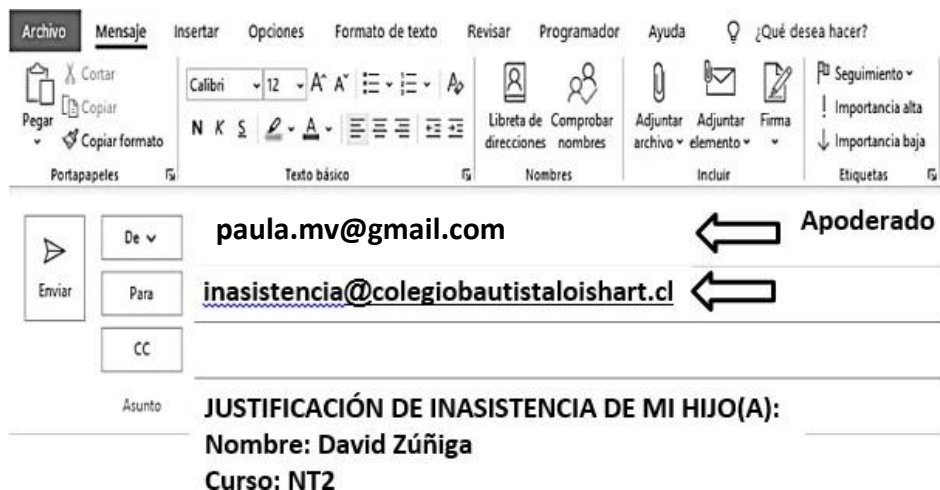 Archivo Mensaje Insertar Opciones Formato de texto Revisar Programador Ayuda ¿Qué desea hacer?
Pegar
Cortar
Copiar
Copiar formato
Portapapeles
Calibri 12 A A
N K S A
Texto básico
Libreta de direcciones
Comprobar nombres
Nombres
Adjuntar archivo
Adjuntar elemento
Firma
Incluir
Seguimiento
Importancia alta
Importancia baja
Etiquetas
Enviar
De paula.mv@gmail.com Apoderado
Para inasistencia@colegiobautistaloishart.cl
CC
Asunto JUSTIFICACIÓN DE INASISTENCIA DE MI HIJO(A):
Nombre: David Zúñiga
Curso: NT2